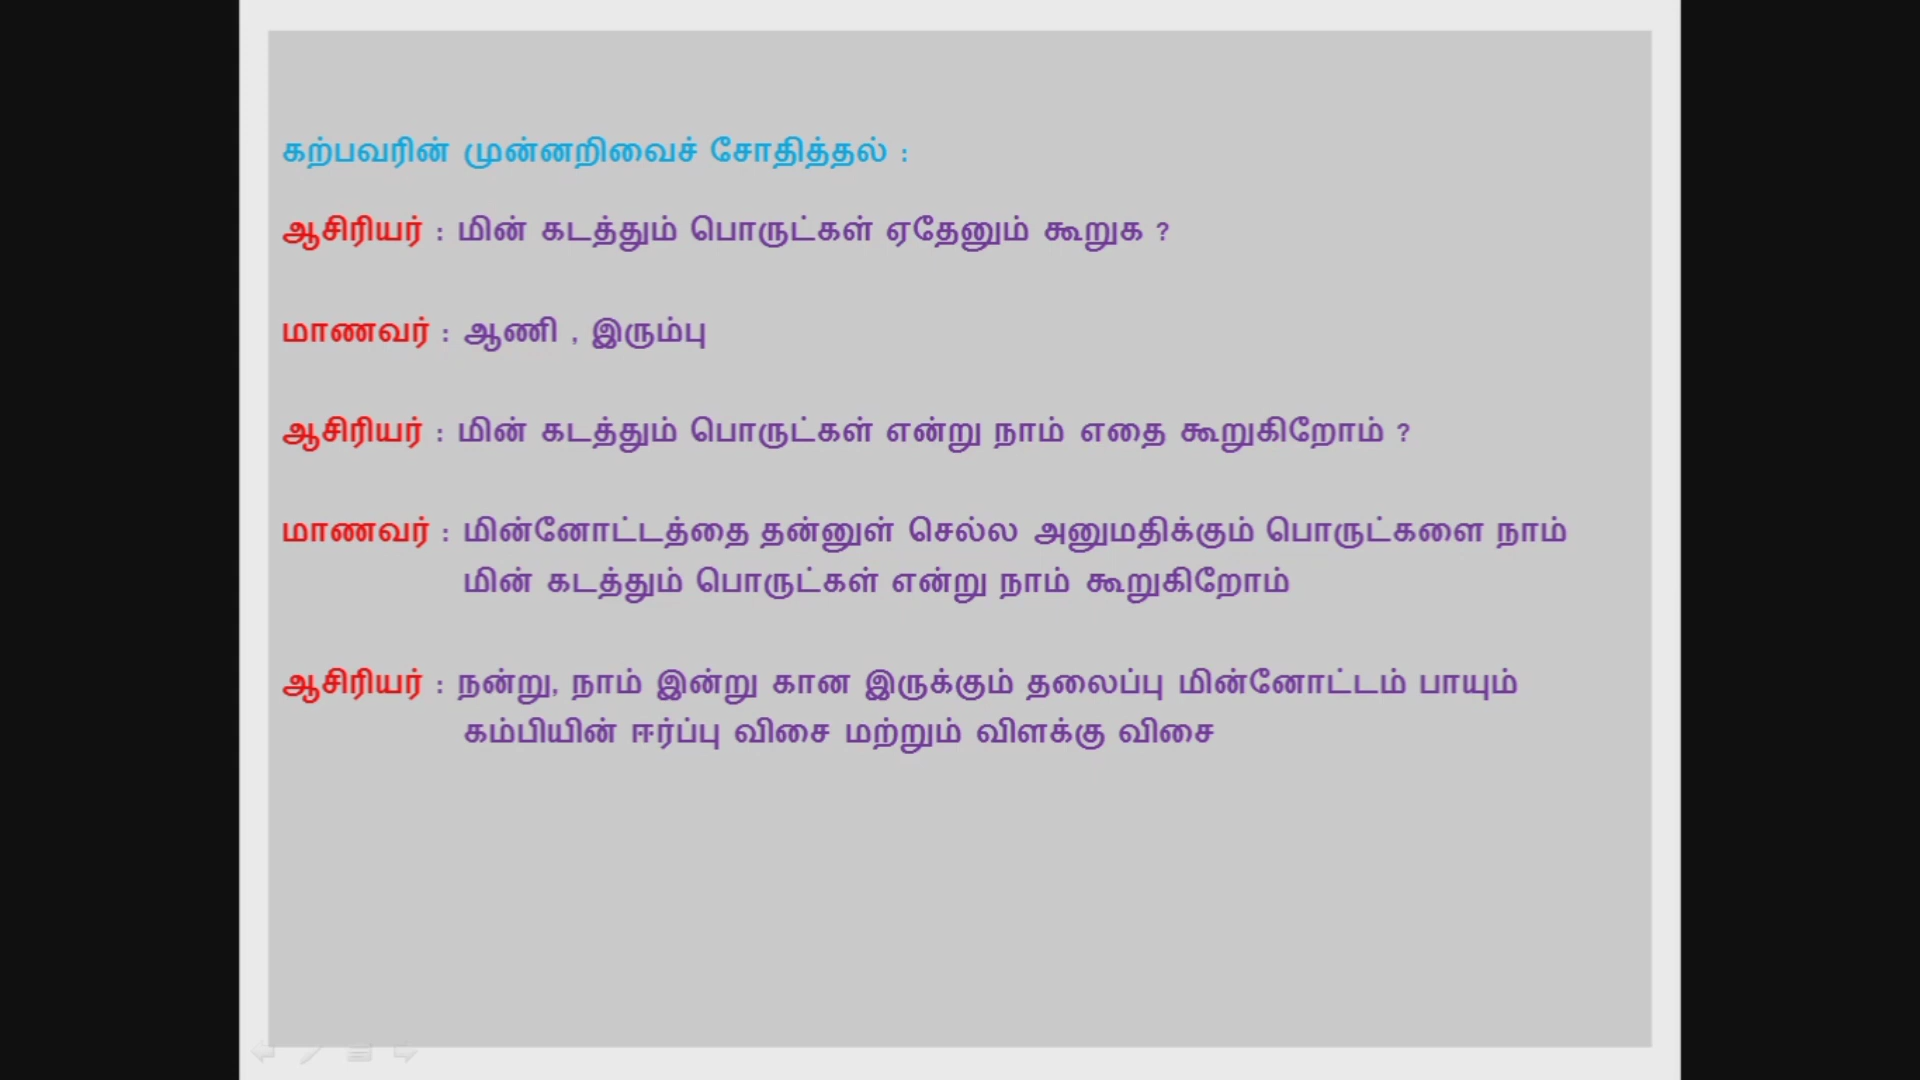 கற்பவரின் முன்னறிவைச் சோதித்தல் :
ஆசிரியர் : மின் கடத்தும் பொருட்கள் ஏதேனும் கூறுக ?
மாணவர் : ஆணி , இரும்பு
ஆசிரியர் : மின் கடத்தும் பொருட்கள் என்று நாம் எதை கூறுகிறோம் ?
மாணவர் : மின்னோட்டத்தை தன்னுள் செல்ல அனுமதிக்கும் பொருட்களை நாம்
மின் கடத்தும் பொருட்கள் என்று நாம் கூறுகிறோம்
ஆசிரியர் : நன்று, நாம் இன்று கான இருக்கும் தலைப்பு மின்னோட்டம் பாயும்
கம்பியின் ஈர்ப்பு விசை மற்றும் விளக்கு விசை